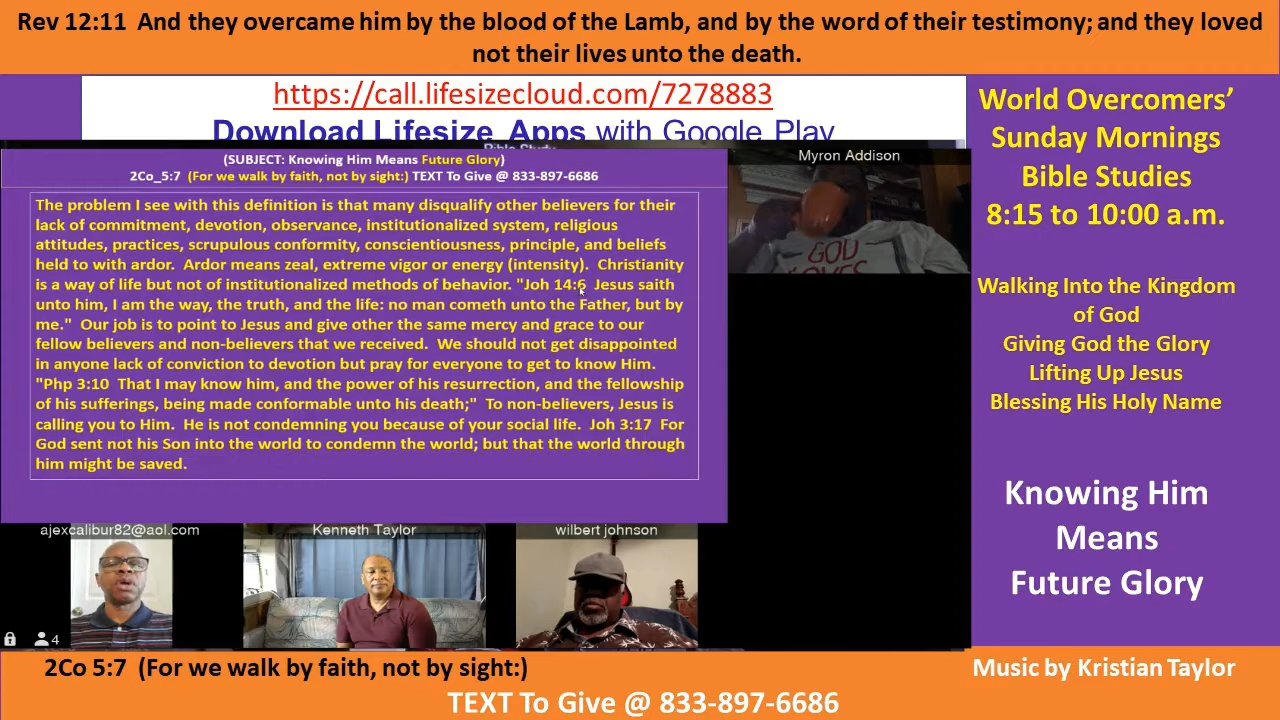 Rev 12:11 And they overcame him by the blood of the Lamb, and by the word of their testimony; and they loved
not their lives unto the death.
https://call.lifesizecloud.com/7278883
Download Lifesize Apps with Google Play
(SUBJECT: Knowing Him Means Future Glory)
2Co_5:7 (For we walk by faith, not by sight:) TEXT To Give @ 833-897-6686
The problem I see with this definition is that many disqualify other believers for their
lack of commitment, devotion, observance, institutionalized system, religious
attitudes, practices, scrupulous conformity, conscientiousness, principle, and beliefs
held to with ardor. Ardor means zeal, extreme vigor or energy (intensity). Christianity
is a way of life but not of institutionalized methods of behavior. "Joh 14:6 Jesus saith
unto him, I am the way, the truth, and the life: no man cometh unto the Father, but by
me." Our job is to point to Jesus and give other the same mercy and grace to our
fellow believers and non-believers that we received. We should not get disappointed
in anyone lack of conviction to devotion but pray for everyone to get to know Him.
"Php 3:10 That I may know him, and the power of his resurrection, and the fellowship
of his sufferings, being made conformable unto his death;" To non-believers, Jesus is
calling you to Him. He is not condemning you because of your social life. Joh 3:17 For
God sent not his Son into the world to condemn the world; but that the world through
him might be saved.
Myron Addison
GOD
LOVES
ajexcalibur82@aol.com
Kenneth Taylor
wilbert johnson
4
World Overcomers’
Sunday Mornings
Bible Studies
8:15 to 10:00 a.m.
Walking Into the Kingdom
of God
Giving God the Glory
Lifting Up Jesus
Blessing His Holy Name
Knowing Him
Means
Future Glory
2Co 5:7 (For we walk by faith, not by sight:)
Music by Kristian Taylor
TEXT To Give @ 833-897-6686